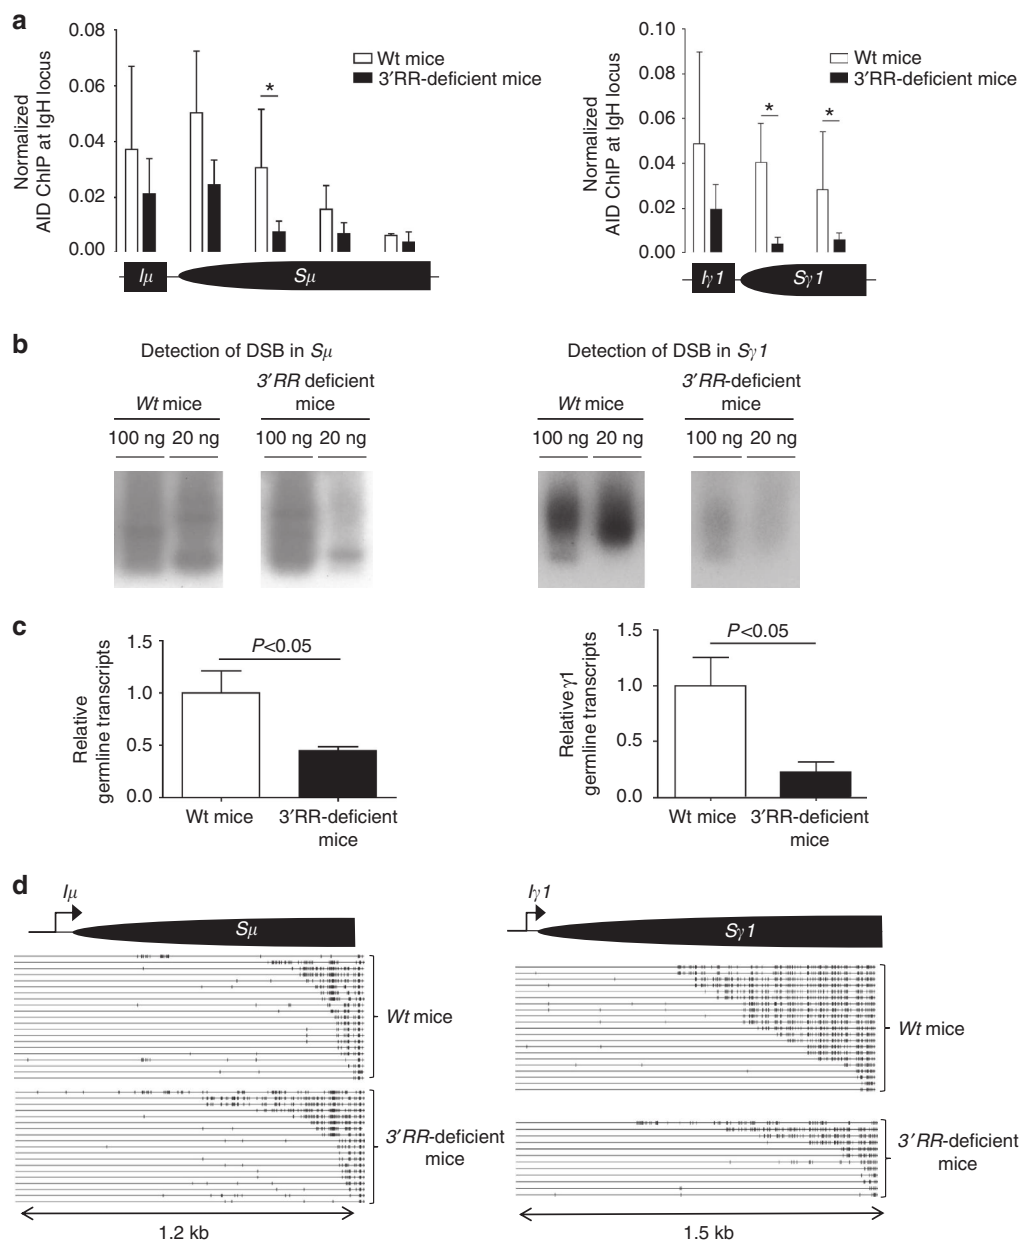 a
Normalized
AID ChIP at IgH locus
0.08
0.06
0.04
0.02
0.00
Wt mice
3′RR-deficient mice
*
Iμ
Sμ
Normalized
AID ChIP at IgH locus
0.10
0.08
0.06
0.04
0.02
0.00
Wt mice
3′RR-deficient mice
*
*
Iγ1
Sγ1
b
Detection of DSB in Sμ
Wt mice
3′RR deficient
mice
100 ng 20 ng
100 ng 20 ng
Detection of DSB in Sγ1
Wt mice
3′RR-deficient
mice
100 ng 20 ng
100 ng 20 ng
c
Relative
germline transcripts
1.5
1.0
0.5
0.0
P<0.05
Wt mice
3′RR-deficient
mice
Relative γ1
germline transcripts
1.5
1.0
0.5
0.0
P<0.05
Wt mice
3′RR-deficient
mice
d
Iμ
Sμ
Wt mice
3′RR-deficient
mice
1.2 kb
Iγ1
Sγ1
Wt mice
3′RR-deficient
mice
1.5 kb